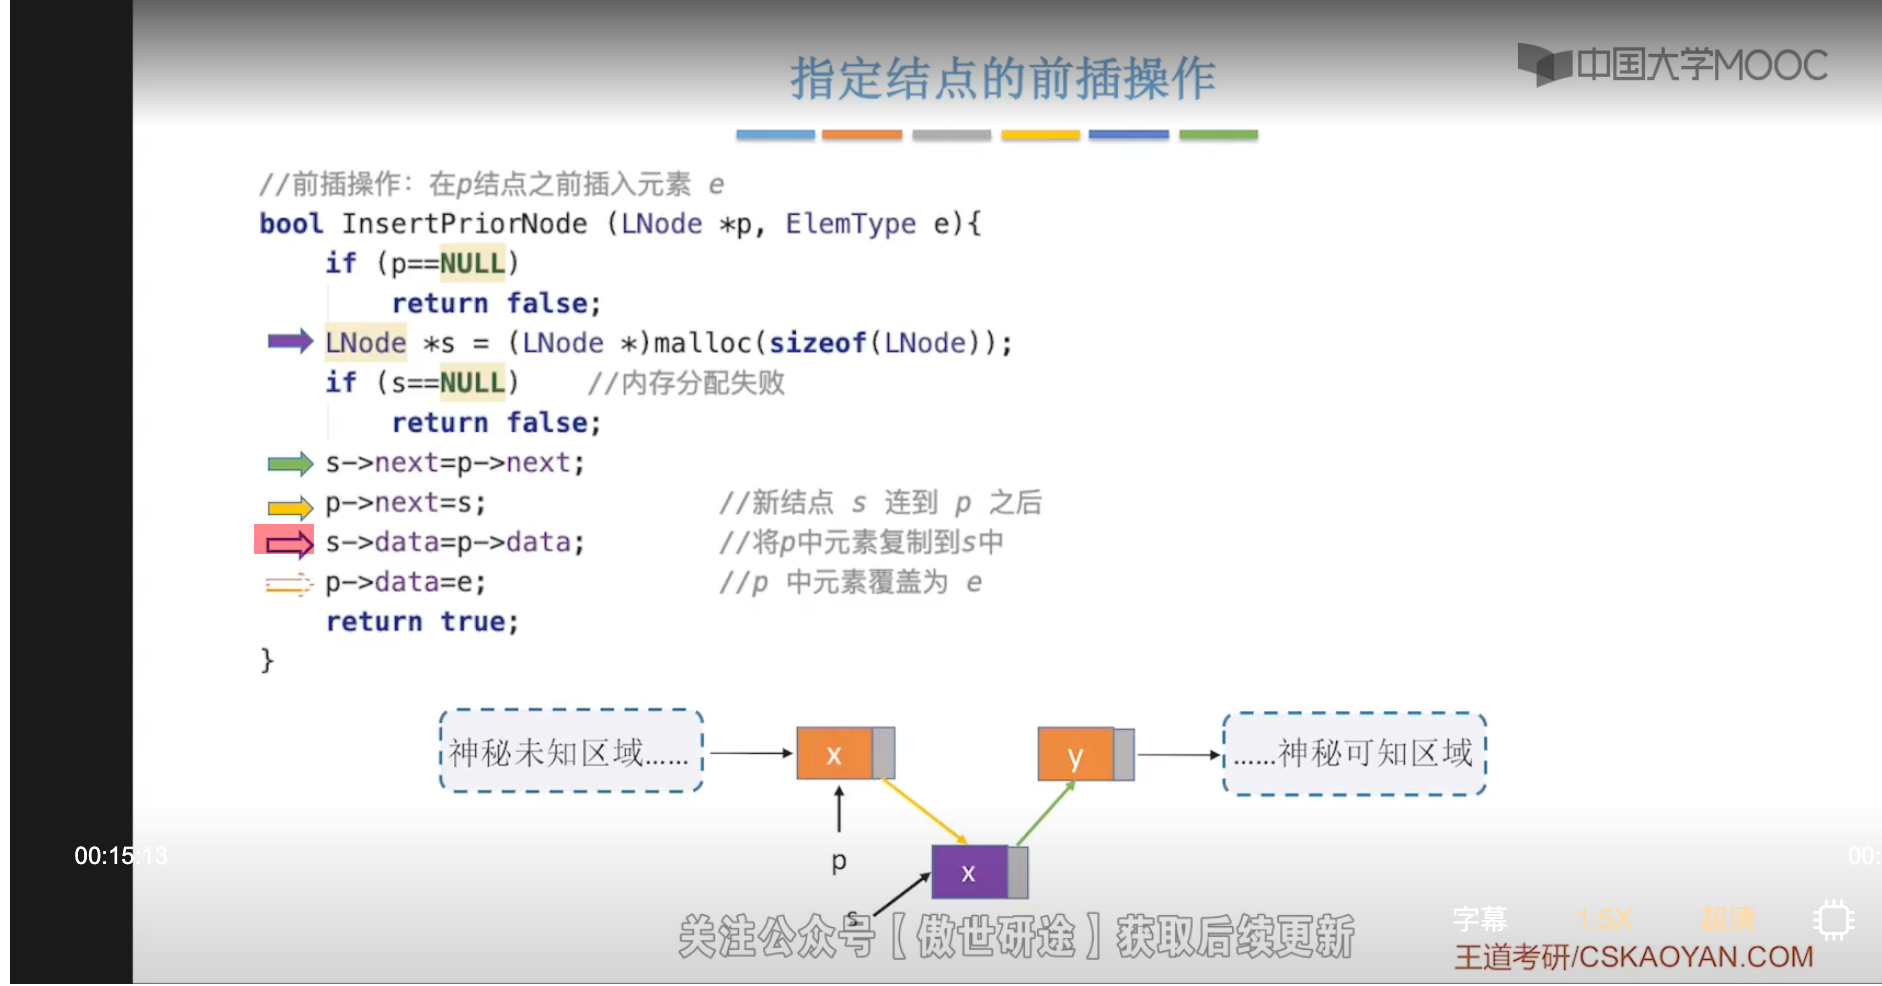 中国大学MOOC
指定结点的前插操作
//前插操作：在p结点之前插入元素 e
bool InsertPriorNode (LNode *p, ElemType e){
if (p==NULL)
return false;
LNode *s = (LNode *)malloc(sizeof(LNode));
if (s==NULL) //内存分配失败
return false;
s->next=p->next;
p->next=s; //新结点 s 连到 p 之后
s->data=p->data; //将p中元素复制到s中
p->data=e; //p 中元素覆盖为 e
return true;
}
神秘未知区域…… x y ……神秘可知区域
00:15:13 p x 00:
s
字幕 1.5X 超清
关注公众号【傲世研途】获取后续更新
王道考研/CSKAOYAN.COM